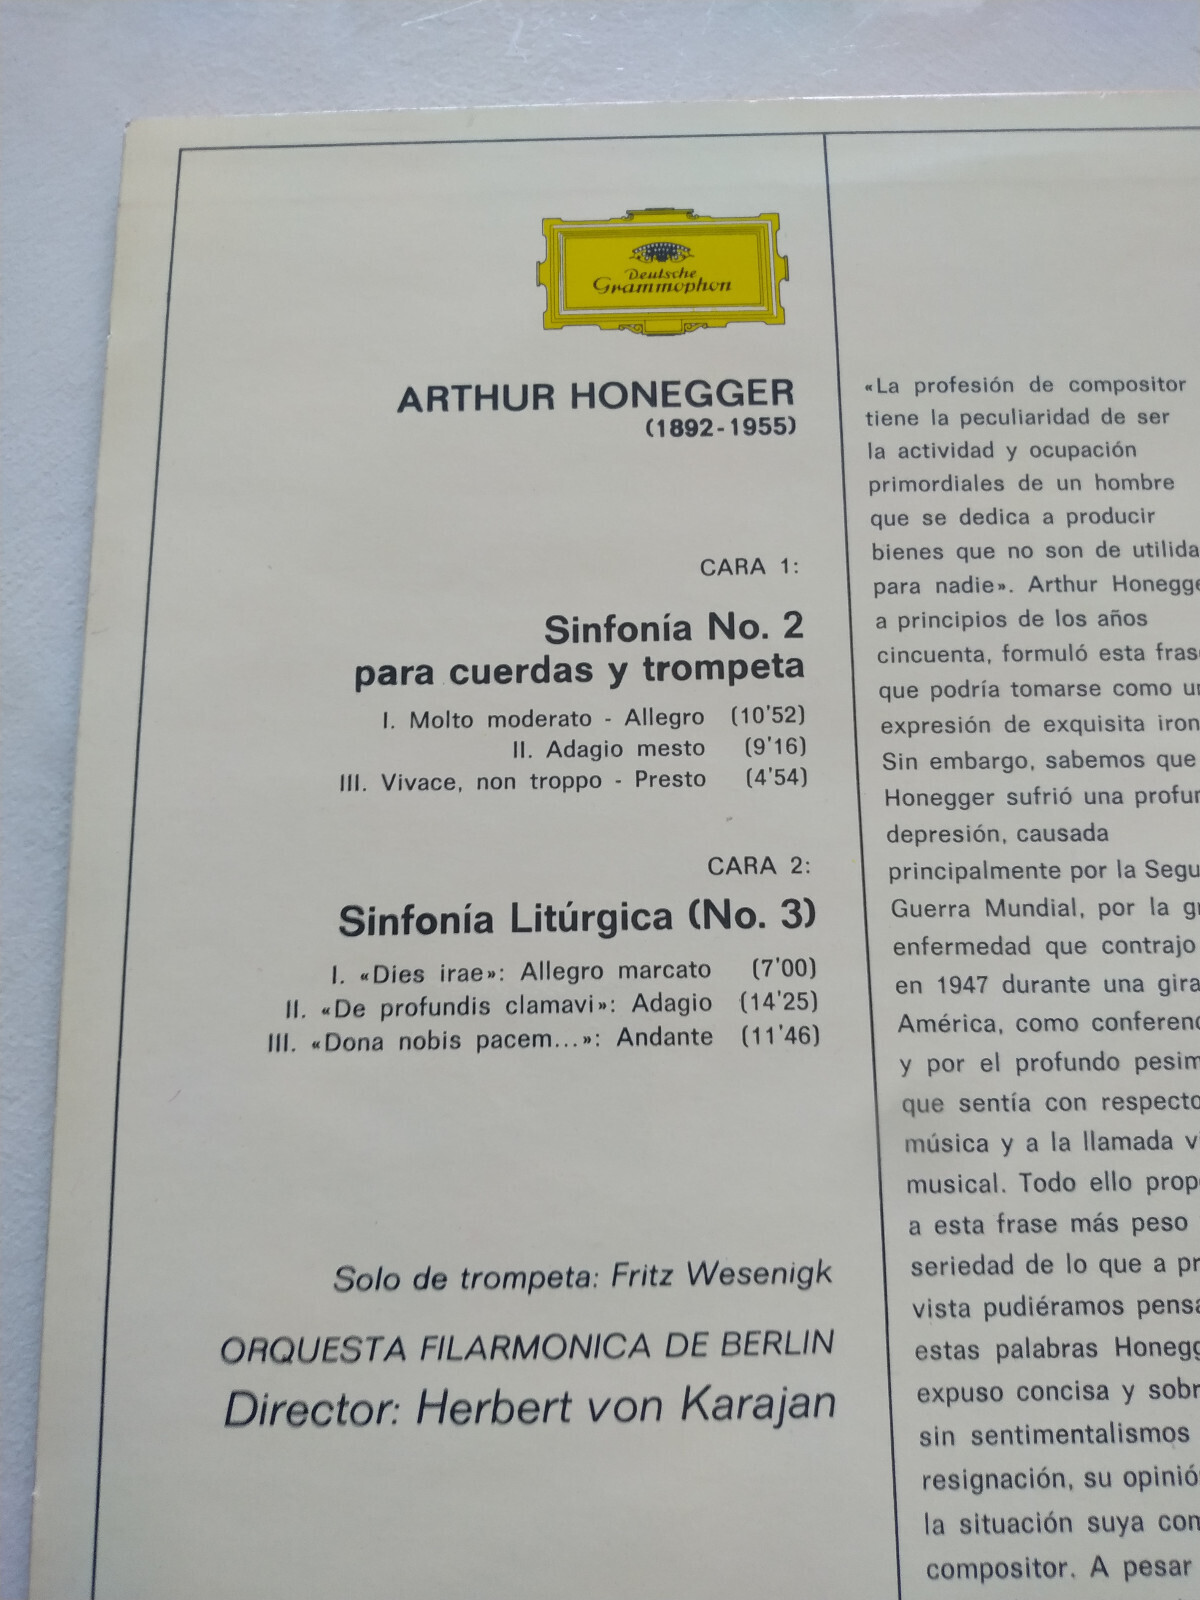 Deutsche
Grammophon
ARTHUR HONEGGER
(1892-1955)
CARA 1:
Sinfonía No. 2
para cuerdas y trompeta
I. Molto moderato - Allegro (10'52)
II. Adagio mesto (9'16)
III. Vivace, non troppo - Presto (4'54)
CARA 2:
Sinfonía Litúrgica (No. 3)
I. «Dies irae»: Allegro marcato (7'00)
II. «De profundis clamavi»: Adagio (14'25)
III. «Dona nobis pacem...»: Andante (11'46)
Solo de trompeta: Fritz Wesenigk
ORQUESTA FILARMONICA DE BERLIN
Director: Herbert von Karajan
«La profesión de compositor
tiene la peculiaridad de ser
la actividad y ocupación
primordiales de un hombre
que se dedica a producir
bienes que no son de
para nadie». Arthur
a principios de los años
cincuenta, formuló esta
que podría tomarse como
expresión de exquisita
Sin embargo, sabemos que
Honegger sufrió una
depresión, causada
principalmente por la
Guerra Mundial, por la
enfermedad que contrajo
en 1947 durante una gira
América, como
y por el profundo
que sentía con respecto
música y a la llamada
musical. Todo ello
a esta frase más peso
seriedad de lo que a
vista pudiéramos
estas palabras
expuso concisa y
sin sentimentalismos
resignación, su
la situación suya
compositor. A pesar